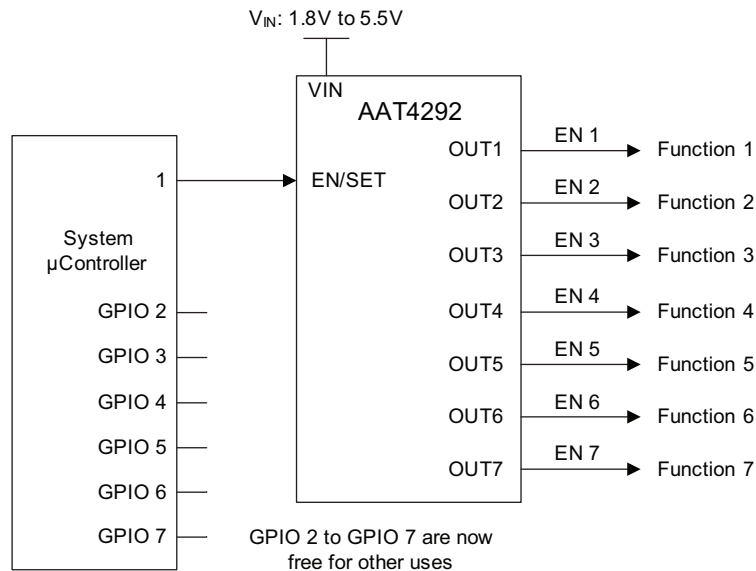 VIN: 1.8V to 5.5V
VIN
AAT4292
1
EN/SET
System
µController
GPIO 2
GPIO 3
GPIO 4
GPIO 5
GPIO 6
GPIO 7
OUT1
EN 1
Function 1
OUT2
EN 2
Function 2
OUT3
EN 3
Function 3
OUT4
EN 4
Function 4
OUT5
EN 5
Function 5
OUT6
EN 6
Function 6
OUT7
EN 7
Function 7
GPIO 2 to GPIO 7 are now
free for other uses